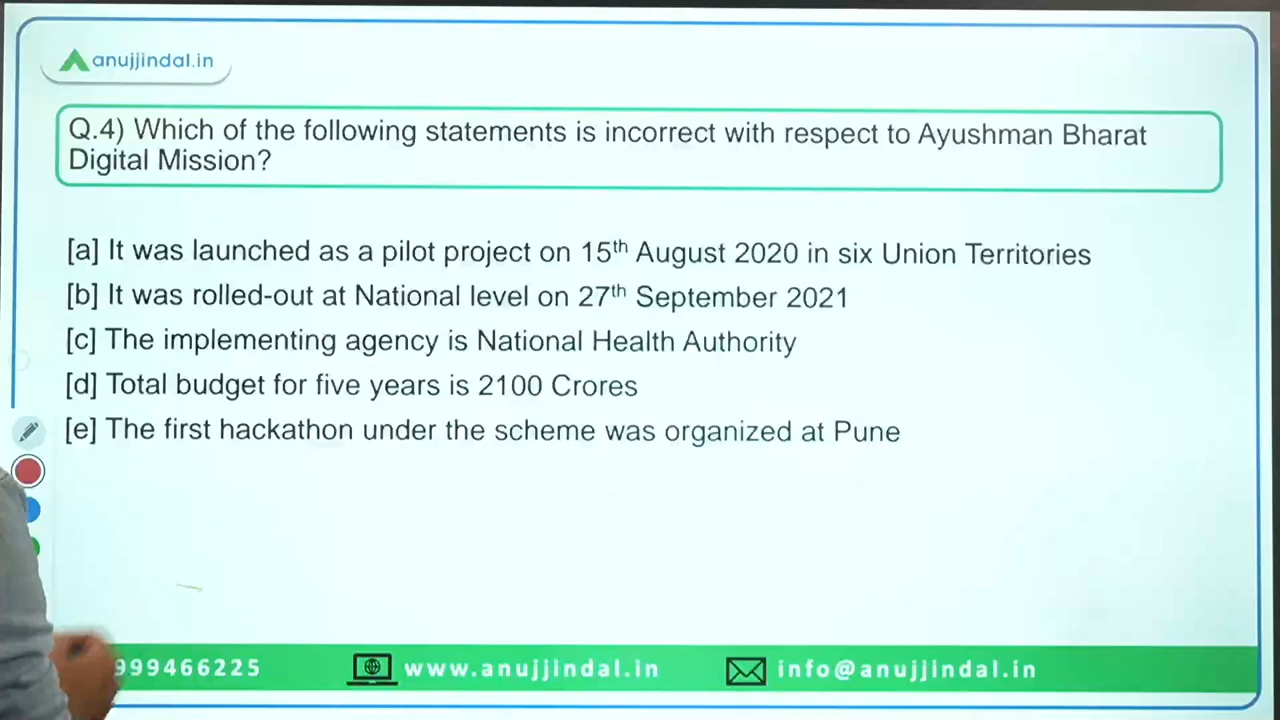 anujjindal.in
Q.4) Which of the following statements is incorrect with respect to Ayushman Bharat
Digital Mission?
[a] It was launched as a pilot project on 15th August 2020 in six Union Territories
[b] It was rolled-out at National level on 27th September 2021
[c] The implementing agency is National Health Authority
[d] Total budget for five years is 2100 Crores
[e] The first hackathon under the scheme was organized at Pune
999466225 www.anujjindal.in info@anujjindal.in